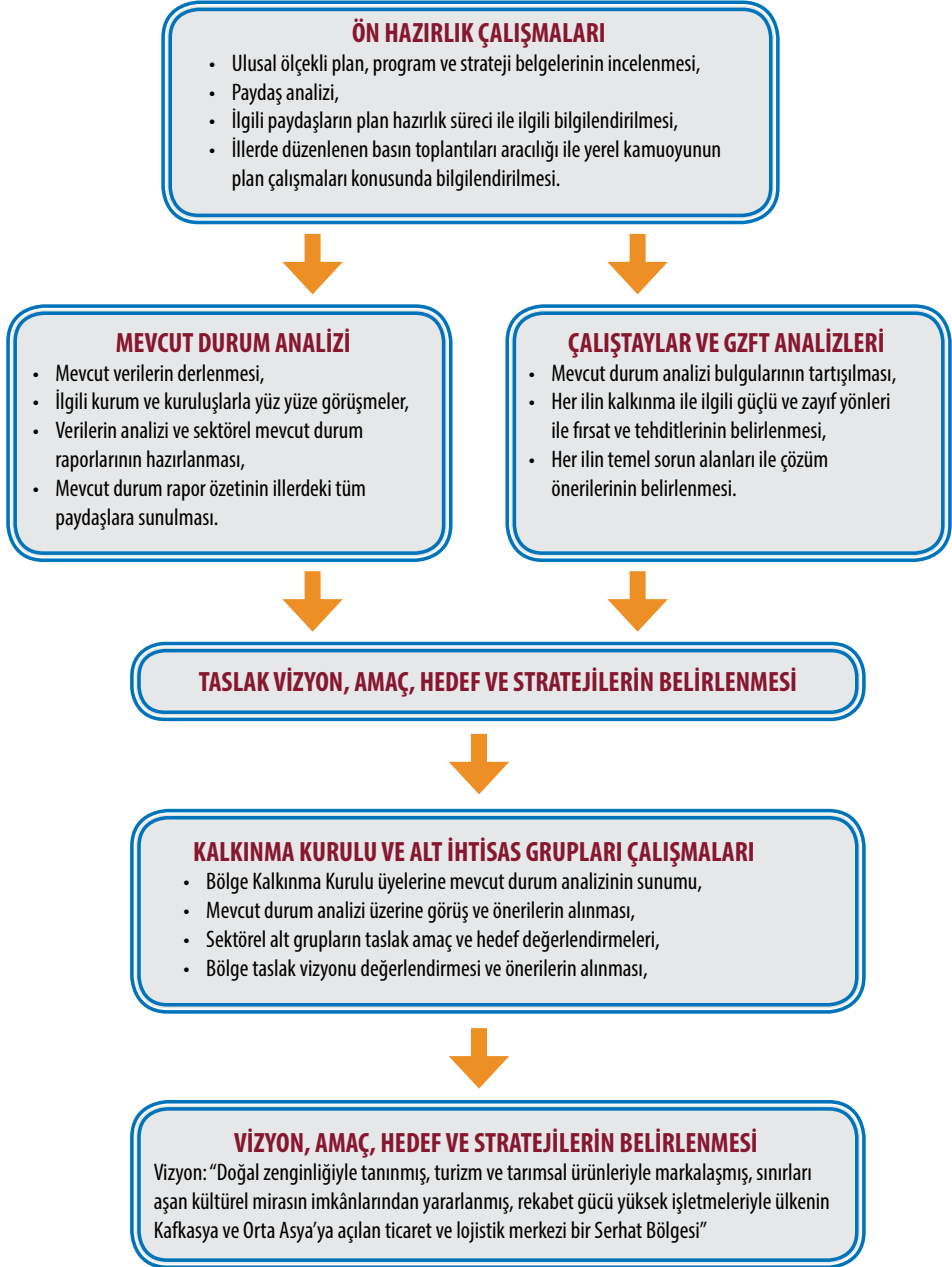 ÖN HAZIRLIK ÇALIŞMALARI
• Ulusal ölçekli plan, program ve strateji belgelerinin incelenmesi,
• Paydaş analizi,
• İlgili paydaşların plan hazırlık süreci ile ilgili bilgilendirilmesi,
• İllerde düzenlenen basın toplantıları aracılığı ile yerel kamuoyunun
plan çalışmaları konusunda bilgilendirilmesi.
MEVCUT DURUM ANALİZİ
• Mevcut verilerin derlenmesi,
• İlgili kurum ve kuruluşlarla yüz yüze görüşmeler,
• Verilerin analizi ve sektörel mevcut durum
raporlarının hazırlanması,
• Mevcut durum rapor özetinin illerdeki tüm
paydaşlara sunulması.
ÇALIŞTAYLAR VE GZFT ANALİZLERİ
• Mevcut durum analizi bulgularının tartışılması,
• Her ilin kalkınma ile ilgili güçlü ve zayıf yönleri
ile fırsat ve tehditlerinin belirlenmesi,
• Her ilin temel sorun alanları ile çözüm
önerilerinin belirlenmesi.
TASLAK VİZYON, AMAÇ, HEDEF VE STRATEJİLERİN BELİRLENMESİ
KALKINMA KURULU VE ALT İHTİSAS GRUPLARI ÇALIŞMALARI
• Bölge Kalkınma Kurulu üyelerine mevcut durum analizinin sunumu,
• Mevcut durum analizi üzerine görüş ve önerilerin alınması,
• Sektörel alt grupların taslak amaç ve hedef değerlendirmeleri,
• Bölge taslak vizyonu değerlendirmesi ve önerilerin alınması,
VİZYON, AMAÇ, HEDEF VE STRATEJİLERİN BELİRLENMESİ
Vizyon: “Doğal zenginliğiyle tanınmış, turizm ve tarımsal ürünleriyle markalaşmış, sınırları
aşan kültürel mirasın imkânlarından yararlanmış, rekabet gücü yüksek işletmeleriyle ülkenin
Kafkasya ve Orta Asya’ya açılan ticaret ve lojistik merkezi bir Serhat Bölgesi”